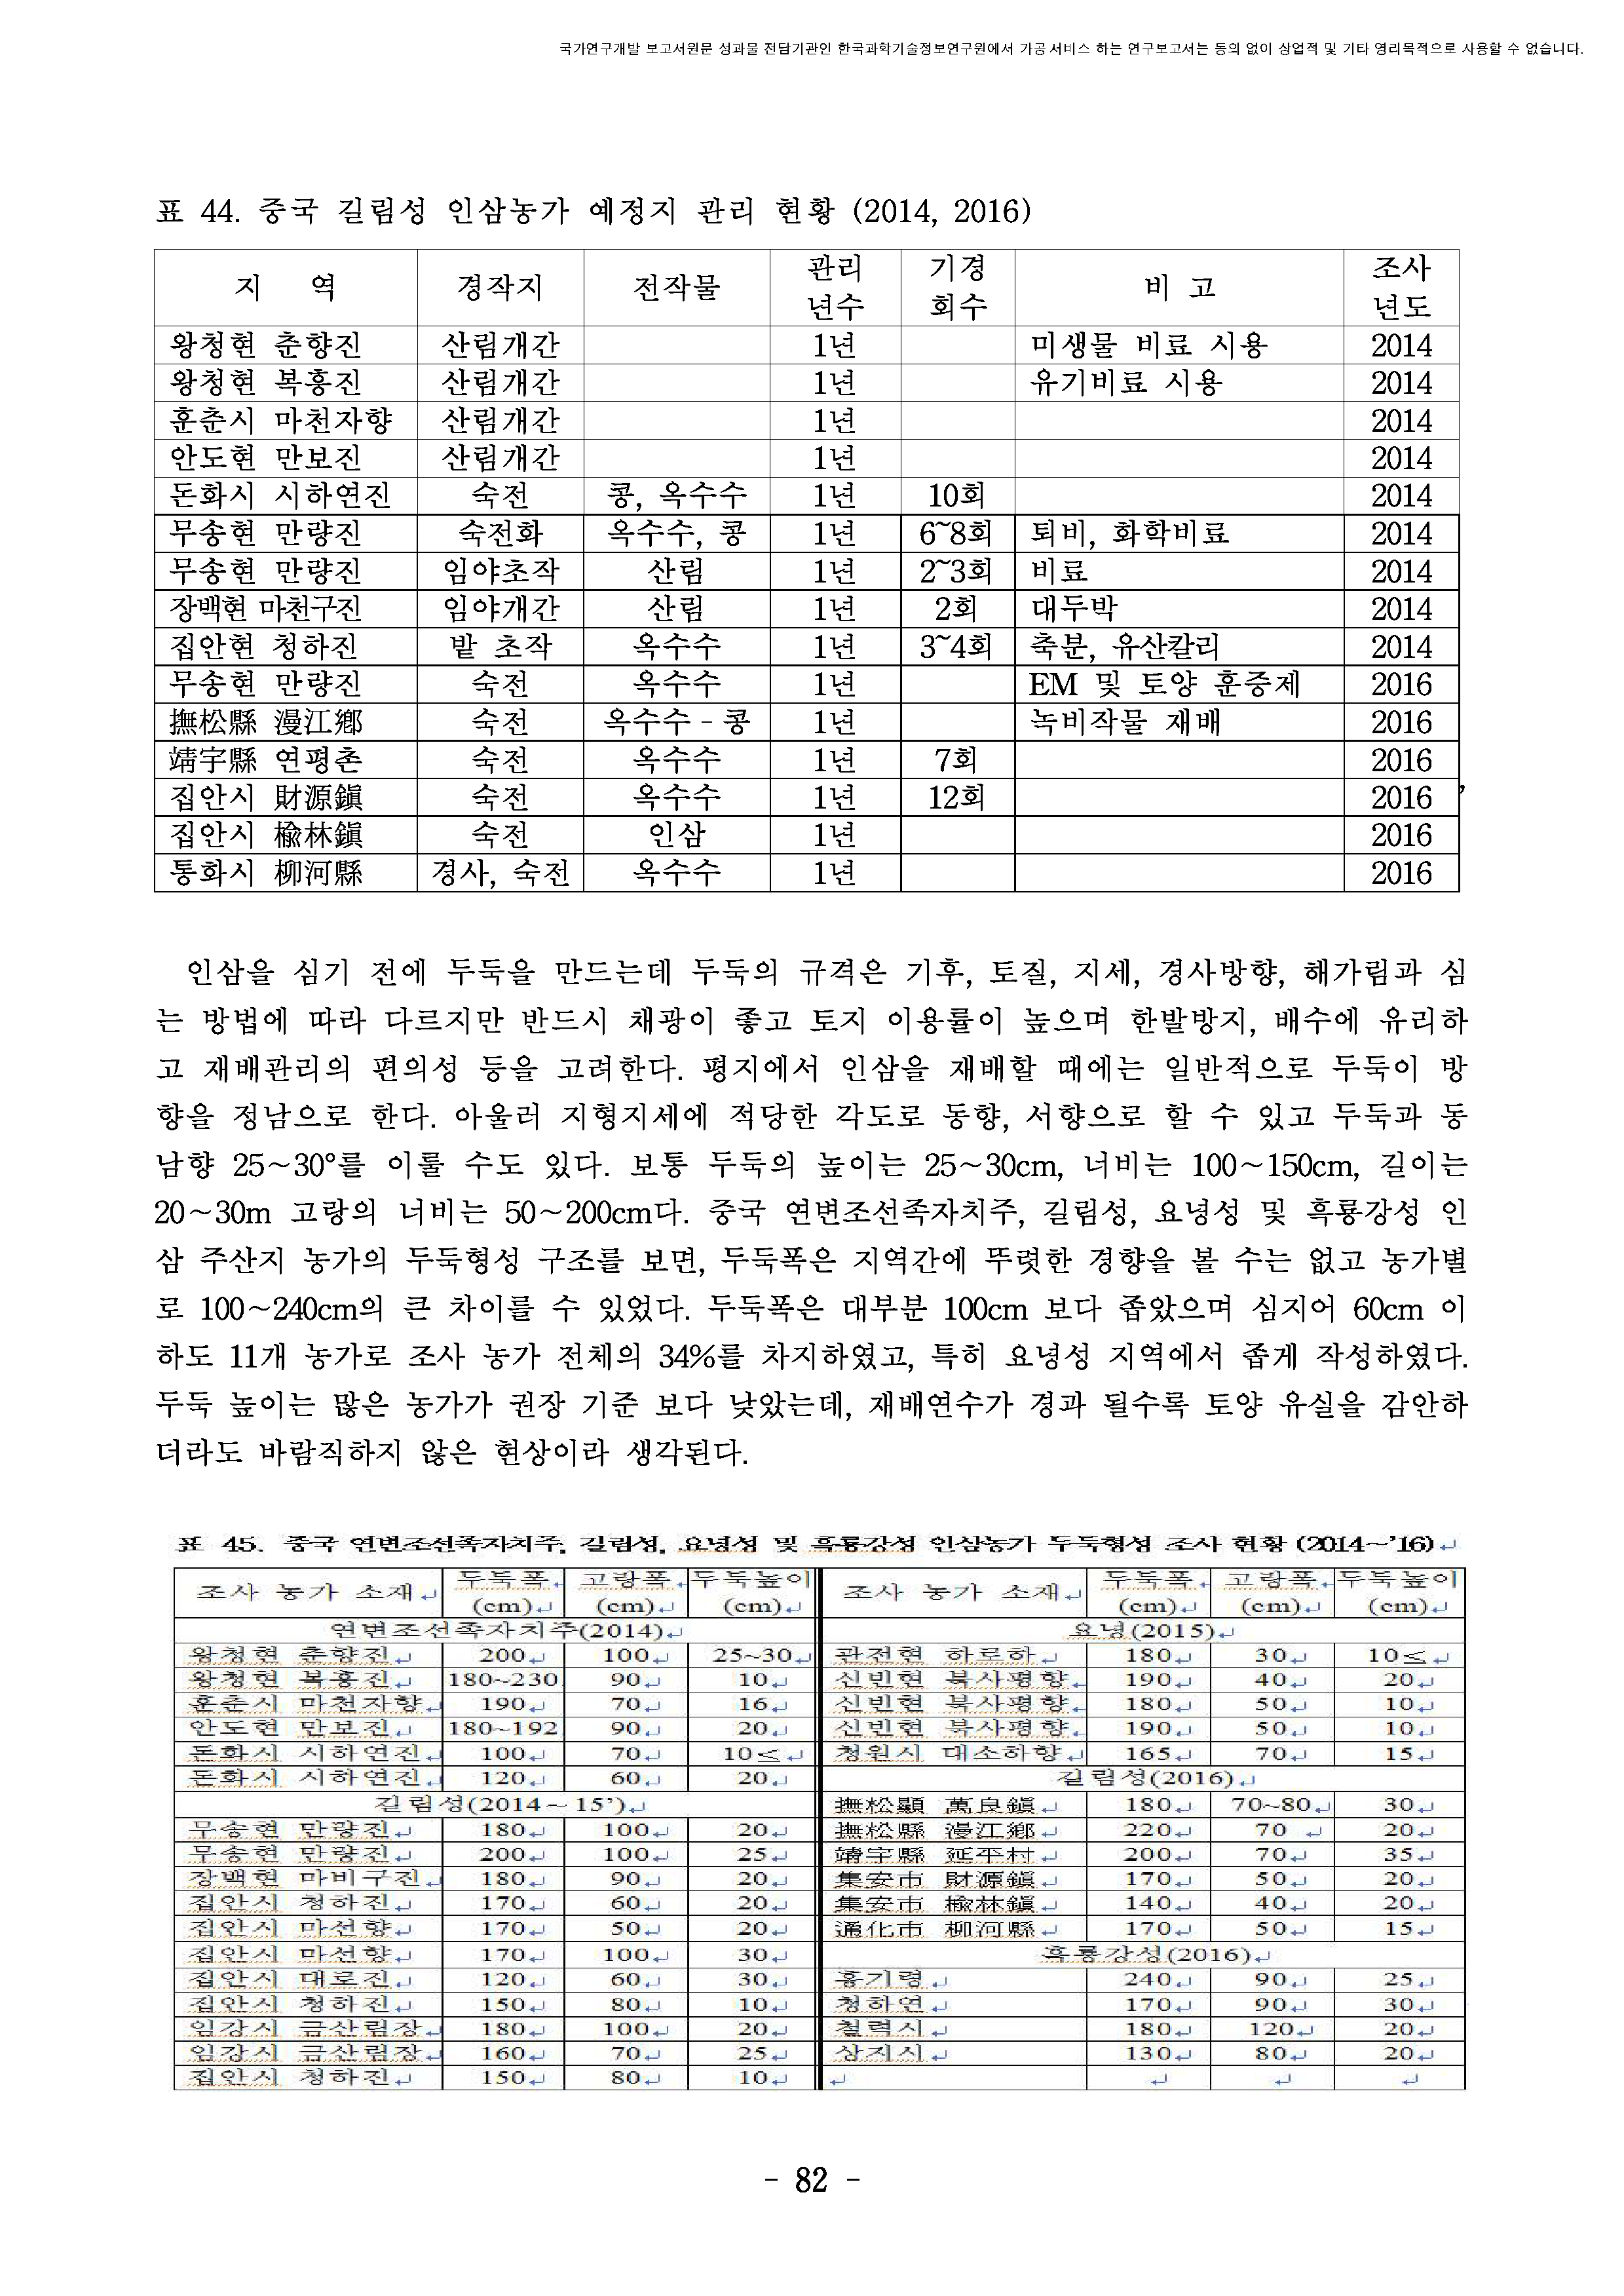 국가연구개발 보고서원문 성과물 전담기관인 한국과학기술정보연구원에서 가공·서비스 하는 연구보고서는 동의 없이 상업적 및 기타 영리목적으로 사용할 수 없습니다.
표 44. 중국 길림성 인삼농가 예정지 관리 현황 (2014, 2016)
지 역 경작지 전작물 관리 년수 기경 회수 비 고 조사 년도
왕청현 춘향진 산림개간 1년 미생물 비료 시용 2014
왕청현 복흥진 산림개간 1년 유기비료 시용 2014
훈춘시 마천자향 산림개간 1년 2014
안도현 만보진 산림개간 1년 2014
돈화시 시하연진 숙전 콩, 옥수수 1년 10회 2014
무송현 만량진 숙전화 옥수수, 콩 1년 6~8회 퇴비, 화학비료 2014
무송현 만량진 임야초작 산림 1년 2~3회 비료 2014
장백현 마천구진 임야개간 산림 1년 2회 대두박 2014
집안현 청하진 밭 초작 옥수수 1년 3~4회 축분, 유산칼리 2014
무송현 만량진 숙전 옥수수 1년 EM 및 토양 훈증제 2016
撫松縣 漫江鄕 숙전 옥수수 - 콩 1년 녹비작물 재배 2016
靖宇縣 연평촌 숙전 옥수수 1년 7회 2016
집안시 財源鎭 숙전 옥수수 1년 12회 2016 ,
집안시 楡林鎭 숙전 인삼 1년 2016
통화시 柳河縣 경사, 숙전 옥수수 1년 2016
인삼을 심기 전에 두둑을 만드는데 두둑의 규격은 기후, 토질, 지세, 경사방향, 해가림과 심
는 방법에 따라 다르지만 반드시 채광이 좋고 토지 이용률이 높으며 한발방지, 배수에 유리하
고 재배관리의 편의성 등을 고려한다. 평지에서 인삼을 재배할 때에는 일반적으로 두둑이 방
향을 정남으로 한다. 아울러 지형지세에 적당한 각도로 동향, 서향으로 할 수 있고 두둑과 동
남향 25~30°를 이룰 수도 있다. 보통 두둑의 높이는 25~30cm, 너비는 100~150cm, 길이는
20~30m 고랑의 너비는 50~200cm다. 중국 연변조선족자치주, 길림성, 요녕성 및 흑룡강성 인
삼 주산지 농가의 두둑형성 구조를 보면, 두둑폭은 지역간에 뚜렷한 경향을 볼 수는 없고 농가별
로 100~240cm의 큰 차이를 수 있었다. 두둑폭은 대부분 100cm 보다 좁았으며 심지어 60cm 이
하도 11개 농가로 조사 농가 전체의 34%를 차지하였고, 특히 요녕성 지역에서 좁게 작성하였다.
두둑 높이는 많은 농가가 권장 기준 보다 낮았는데, 재배연수가 경과 될수록 토양 유실을 감안하
더라도 바람직하지 않은 현상이라 생각된다.
표 45. 중국 연변조선족자치주, 길림성, 요녕성 및 흑룡강성 인삼농가 두둑형성 조사 현황 (2014~'16)
조사 농가 소재 두둑폭 (cm) 고랑폭 (cm) 두둑높이 (cm) 조사 농가 소재 두둑폭 (cm) 고랑폭 (cm) 두둑높이 (cm)
연변조선족자치주(2014) 요녕(2015)
왕청현 춘향진 200 100 25~30 관전현 하로하 180 30 10≤
왕청현 복흥진 180~230 90 10 신빈현 북사평향 190 40 20
훈춘시 마천자향 190 70 16 신빈현 북사평향 180 50 10
안도현 만보진 180~192 90 20 신빈현 북사평향 190 50 10
돈화시 시하연진 100 70 10≤ 청원시 대소하향 165 70 15
돈화시 시하연진 120 60 20 길림성(2016)
길림성(2014~15') 撫松顯 萬良鎭 180 70~80 30
무송현 만량진 180 100 20 撫松縣 漫江鄕 220 70 20
무송현 만량진 200 100 25 靖宇縣 延平村 200 70 35
장백현 마비구진 180 90 20 集安市 財源鎭 170 50 20
집안시 청하진 170 60 20 集安市 楡林鎭 140 40 20
집안시 마선향 170 50 20 通化市 柳河縣 170 50 15
집안시 마선향 170 100 30 흑룡강성(2016)
집안시 대로진 120 60 30 홍기령 240 90 25
집안시 청하진 150 80 10 청하연 170 90 30
임강시 금산림장 180 100 20 철력시 180 120 20
임강시 금산림장 160 70 25 상지시 130 80 20
집안시 청하진 150 80 10
- 82 -